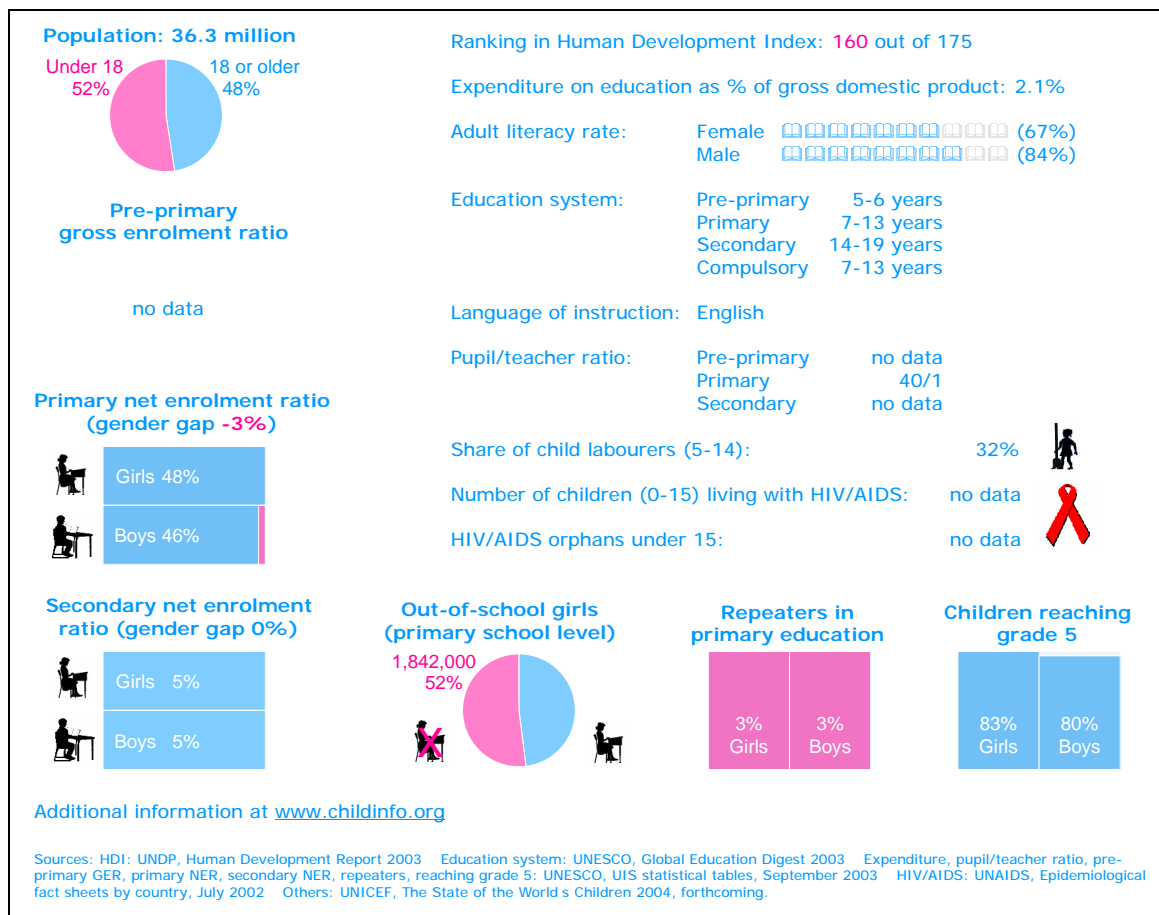 Population: 36.3 million
Under 18
52%
18 or older
48%
Pre-primary
gross enrolment ratio
no data
Primary net enrolment ratio
(gender gap -3%)
Girls 48%
Boys 46%
Ranking in Human Development Index: 160 out of 175
Expenditure on education as % of gross domestic product: 2.1%
Adult literacy rate: Female (67%)
Male (84%)
Education system: Pre-primary 5-6 years
Primary 7-13 years
Secondary 14-19 years
Compulsory 7-13 years
Language of instruction: English
Pupil/teacher ratio: Pre-primary no data
Primary 40/1
Secondary no data
Share of child labourers (5-14): 32%
Number of children (0-15) living with HIV/AIDS: no data
HIV/AIDS orphans under 15: no data
Secondary net enrolment
ratio (gender gap 0%)
Girls 5%
Boys 5%
Out-of-school girls
(primary school level)
1,842,000
52%
Repeaters in
primary education
3%
Girls
3%
Boys
Children reaching
grade 5
83%
Girls
80%
Boys
Additional information at www.childinfo.org
Sources: HDI: UNDP, Human Development Report 2003 Education system: UNESCO, Global Education Digest 2003 Expenditure, pupil/teacher ratio, pre-
primary GER, primary NER, secondary NER, repeaters, reaching grade 5: UNESCO, UIS statistical tables, September 2003 HIV/AIDS: UNAIDS, Epidemiological
fact sheets by country, July 2002 Others: UNICEF, The State of the World s Children 2004, forthcoming.